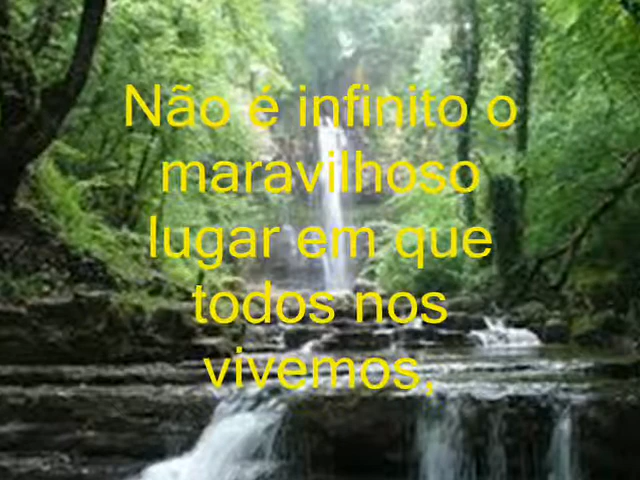 Não é infinito o
maravilhoso
lugar em que
todos nos
vivemos,